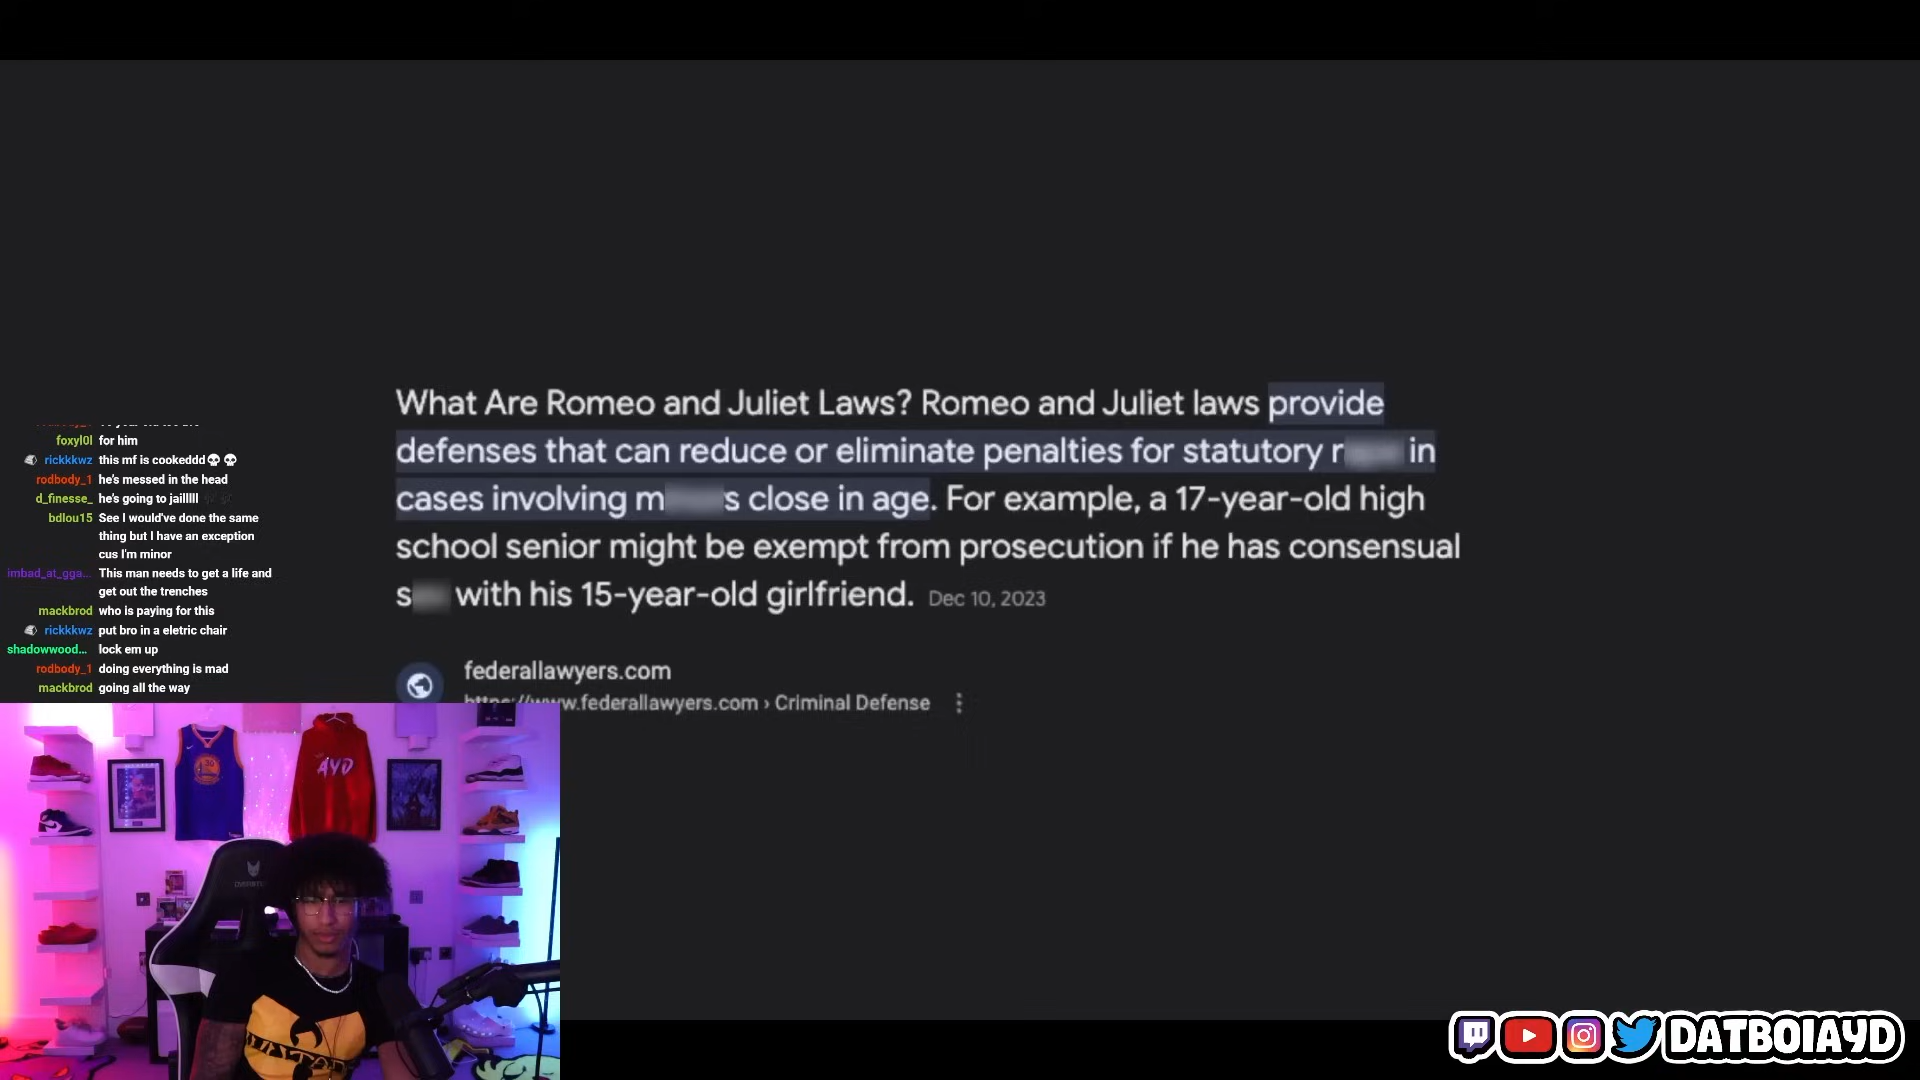 What Are Romeo and Juliet Laws? Romeo and Juliet laws provide
defenses that can reduce or eliminate penalties for statutory r in
cases involving m s close in age. For example, a 17-year-old high
school senior might be exempt from prosecution if he has consensual
s with his 15-year-old girlfriend. Dec 10, 2023
federallawyers.com
https://www.federallawyers.com › Criminal Defense
foxyl0l for him
rickkkwz this mf is cookeddd💀💀
rodbody_1 he's messed in the head
d_finesse_ he's going to jailllll
bdlou15 See I would've done the same
thing but I have an exception
cus I'm minor
imbad_at_gga... This man needs to get a life and
get out the trenches
mackbrod who is paying for this
rickkkwz put bro in a eletric chair
shadowwood... lock em up
rodbody_1 doing everything is mad
mackbrod going all the way
AYD
30
DATBOIAYD